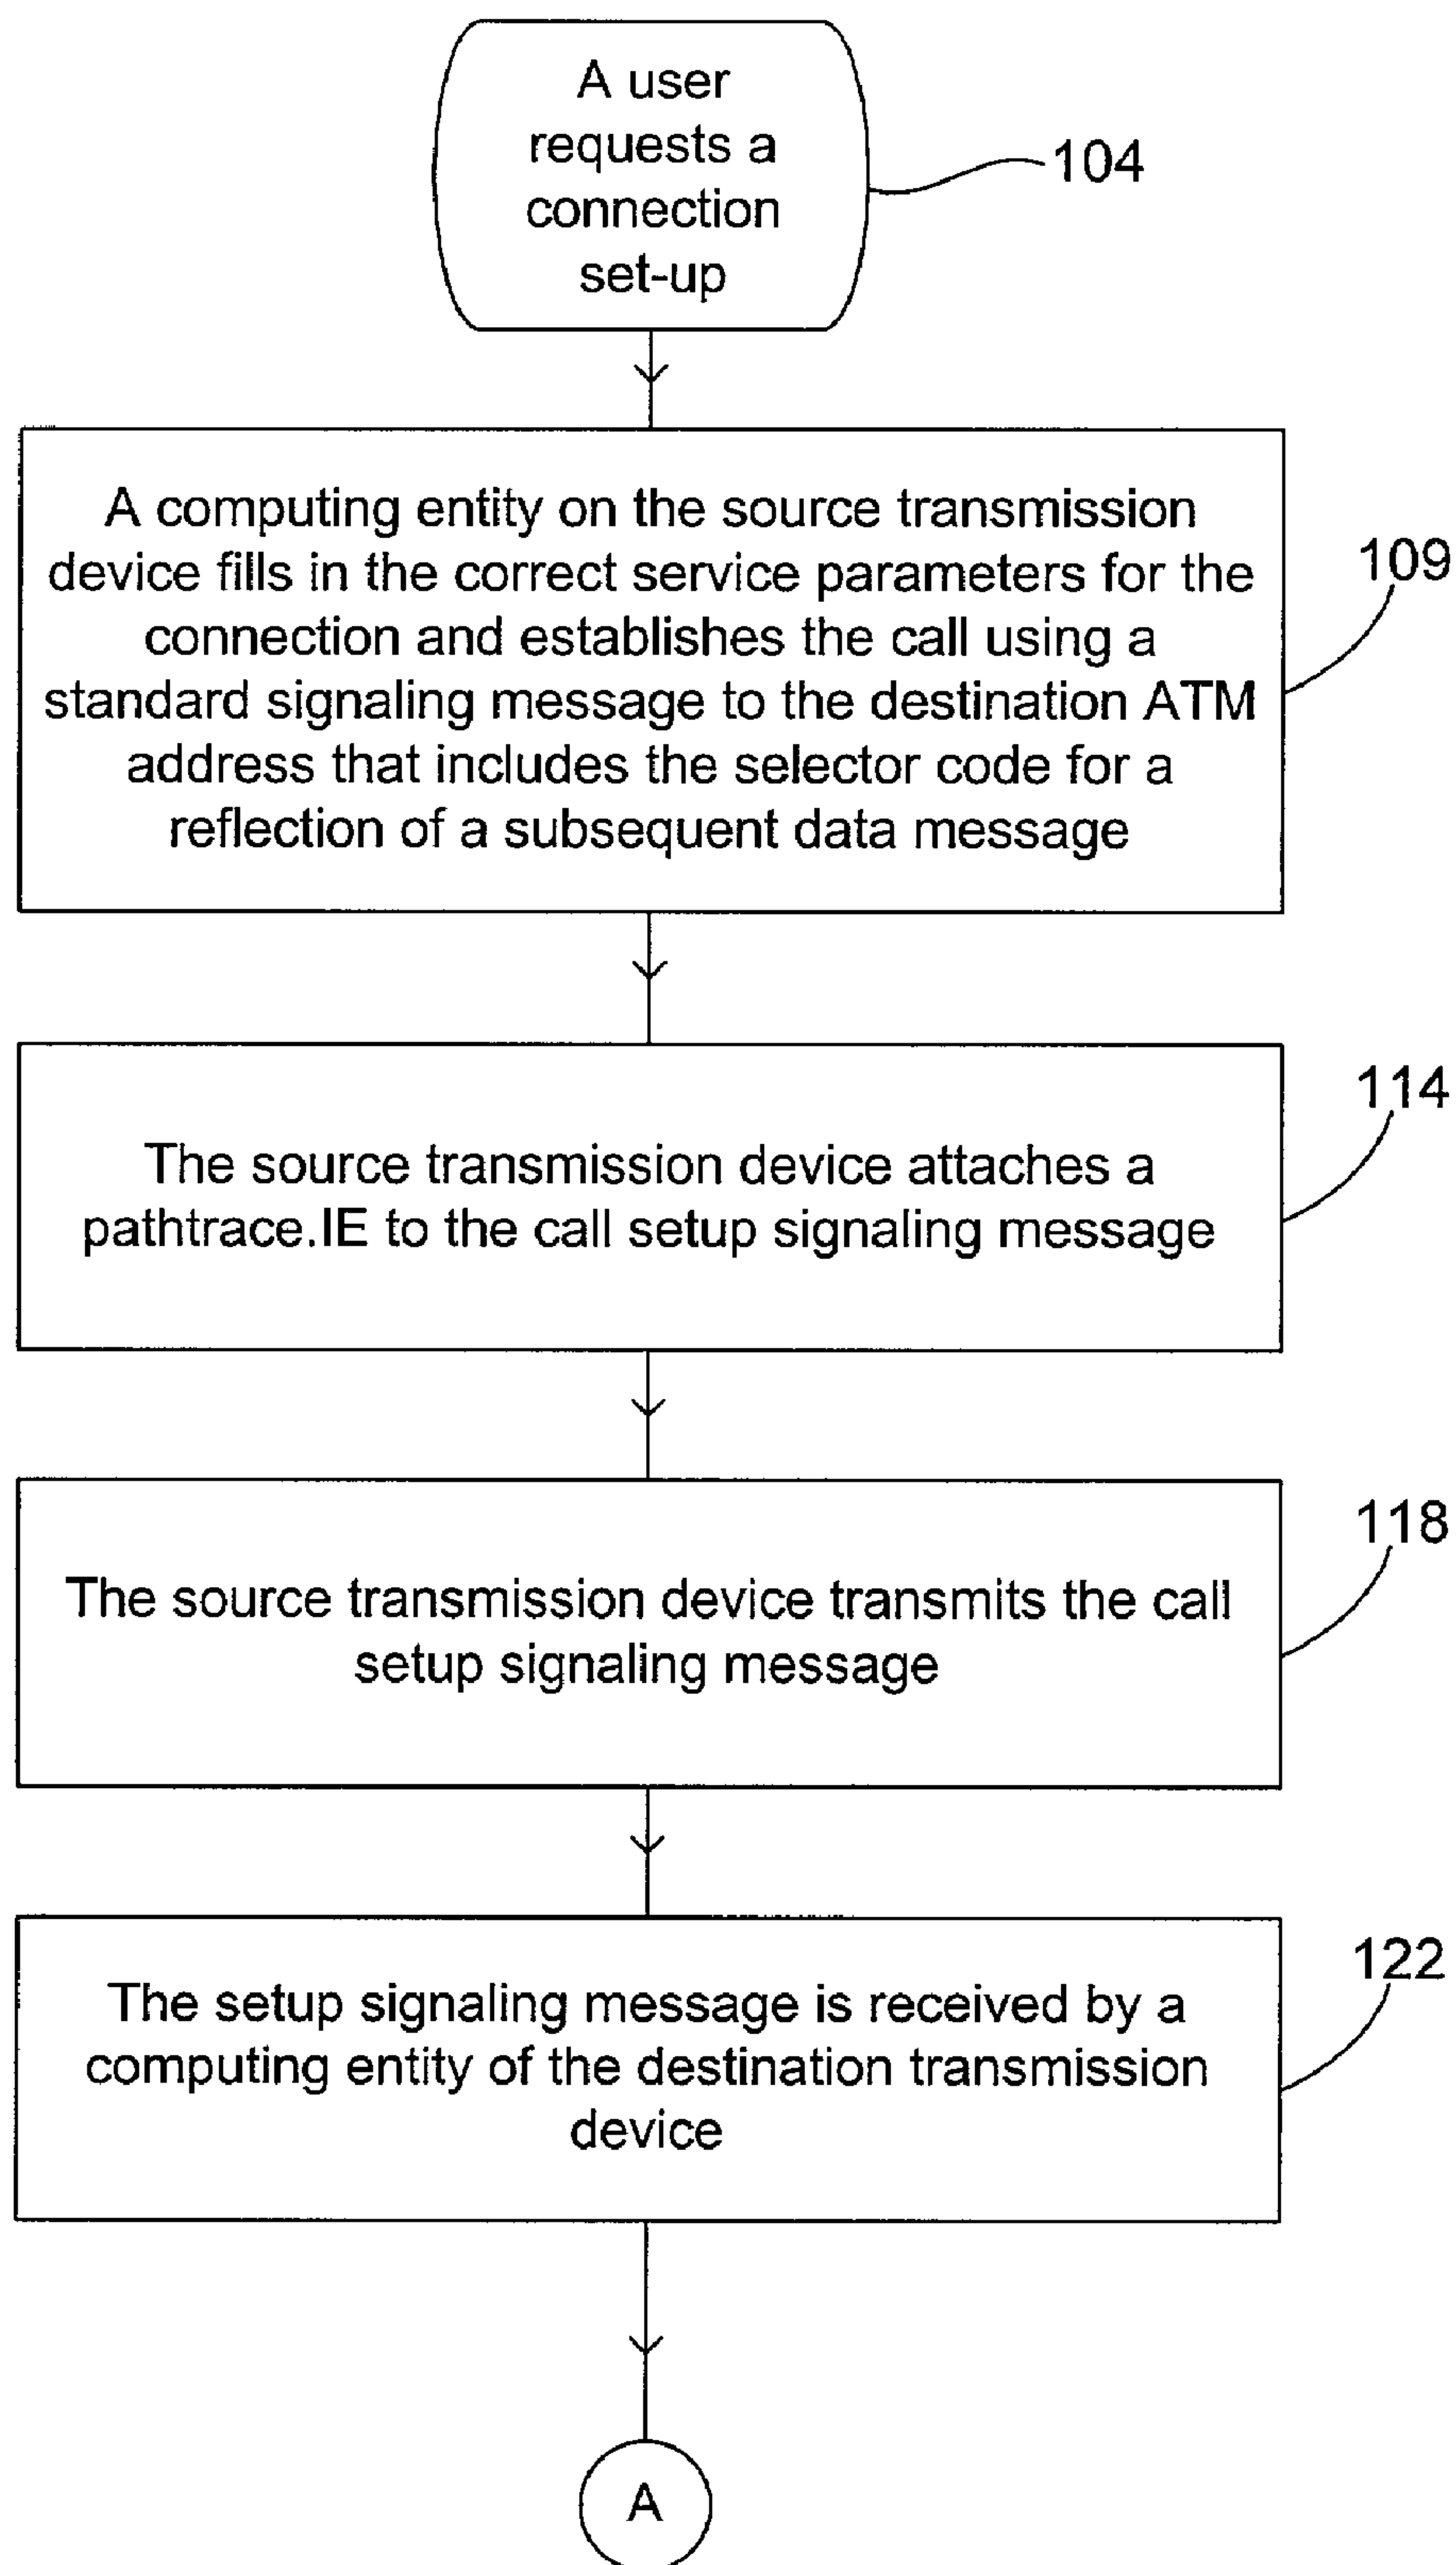 A user
requests a
connection
set-up
104
A computing entity on the source transmission
device fills in the correct service parameters for the
connection and establishes the call using a
standard signaling message to the destination ATM
address that includes the selector code for a
reflection of a subsequent data message
109
The source transmission device attaches a
pathtrace.IE to the call setup signaling message
114
The source transmission device transmits the call
setup signaling message
118
The setup signaling message is received by a
computing entity of the destination transmission
device
122
A